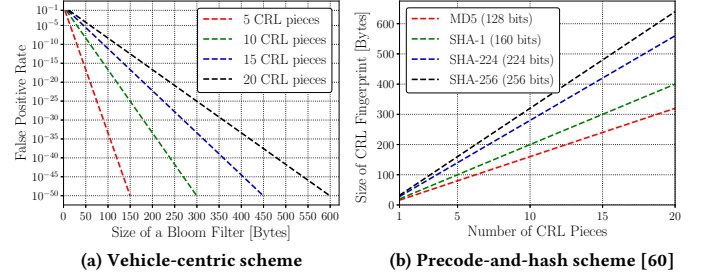 10⁻¹
10⁻⁵
10⁻¹⁰
10⁻¹⁵
10⁻²⁰
10⁻²⁵
10⁻³⁰
10⁻³⁵
10⁻⁴⁰
10⁻⁴⁵
10⁻⁵⁰
False Positive Rate
5 CRL pieces
10 CRL pieces
15 CRL pieces
20 CRL pieces
0 50 100 150 200 250 300 350 400 450 500 550 600
Size of a Bloom Filter [Bytes]
(a) Vehicle-centric scheme
600
500
400
300
200
100
0
Size of CRL Fingerprint [Bytes]
MD5 (128 bits)
SHA-1 (160 bits)
SHA-224 (224 bits)
SHA-256 (256 bits)
1 5 10 15 20
Number of CRL Pieces
(b) Precode-and-hash scheme [60]